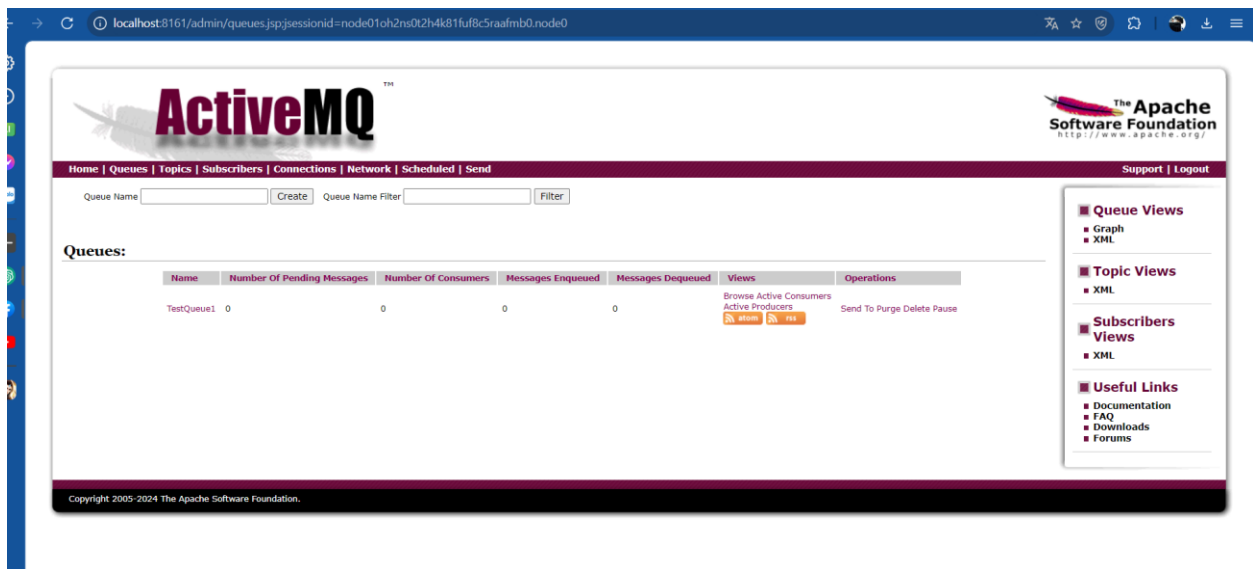 localhost:8161/admin/queues.jsp;jsessionid=node01oh2ns0t2h4k81fuf8c5raafmb0.node0
ActiveMQ™
The Apache
Software Foundation
http://www.apache.org/
Home | Queues | Topics | Subscribers | Connections | Network | Scheduled | Send
Support | Logout
Queue Name Create Queue Name Filter Filter
Queues:
Name Number Of Pending Messages Number Of Consumers Messages Enqueued Messages Dequeued Views Operations
TestQueue1 0 0 0 0 Browse Active Consumers
Active Producers
atom rss
Send To Purge Delete Pause
Queue Views
Graph
XML
Topic Views
XML
Subscribers
Views
XML
Useful Links
Documentation
FAQ
Downloads
Forums
Copyright 2005-2024 The Apache Software Foundation.